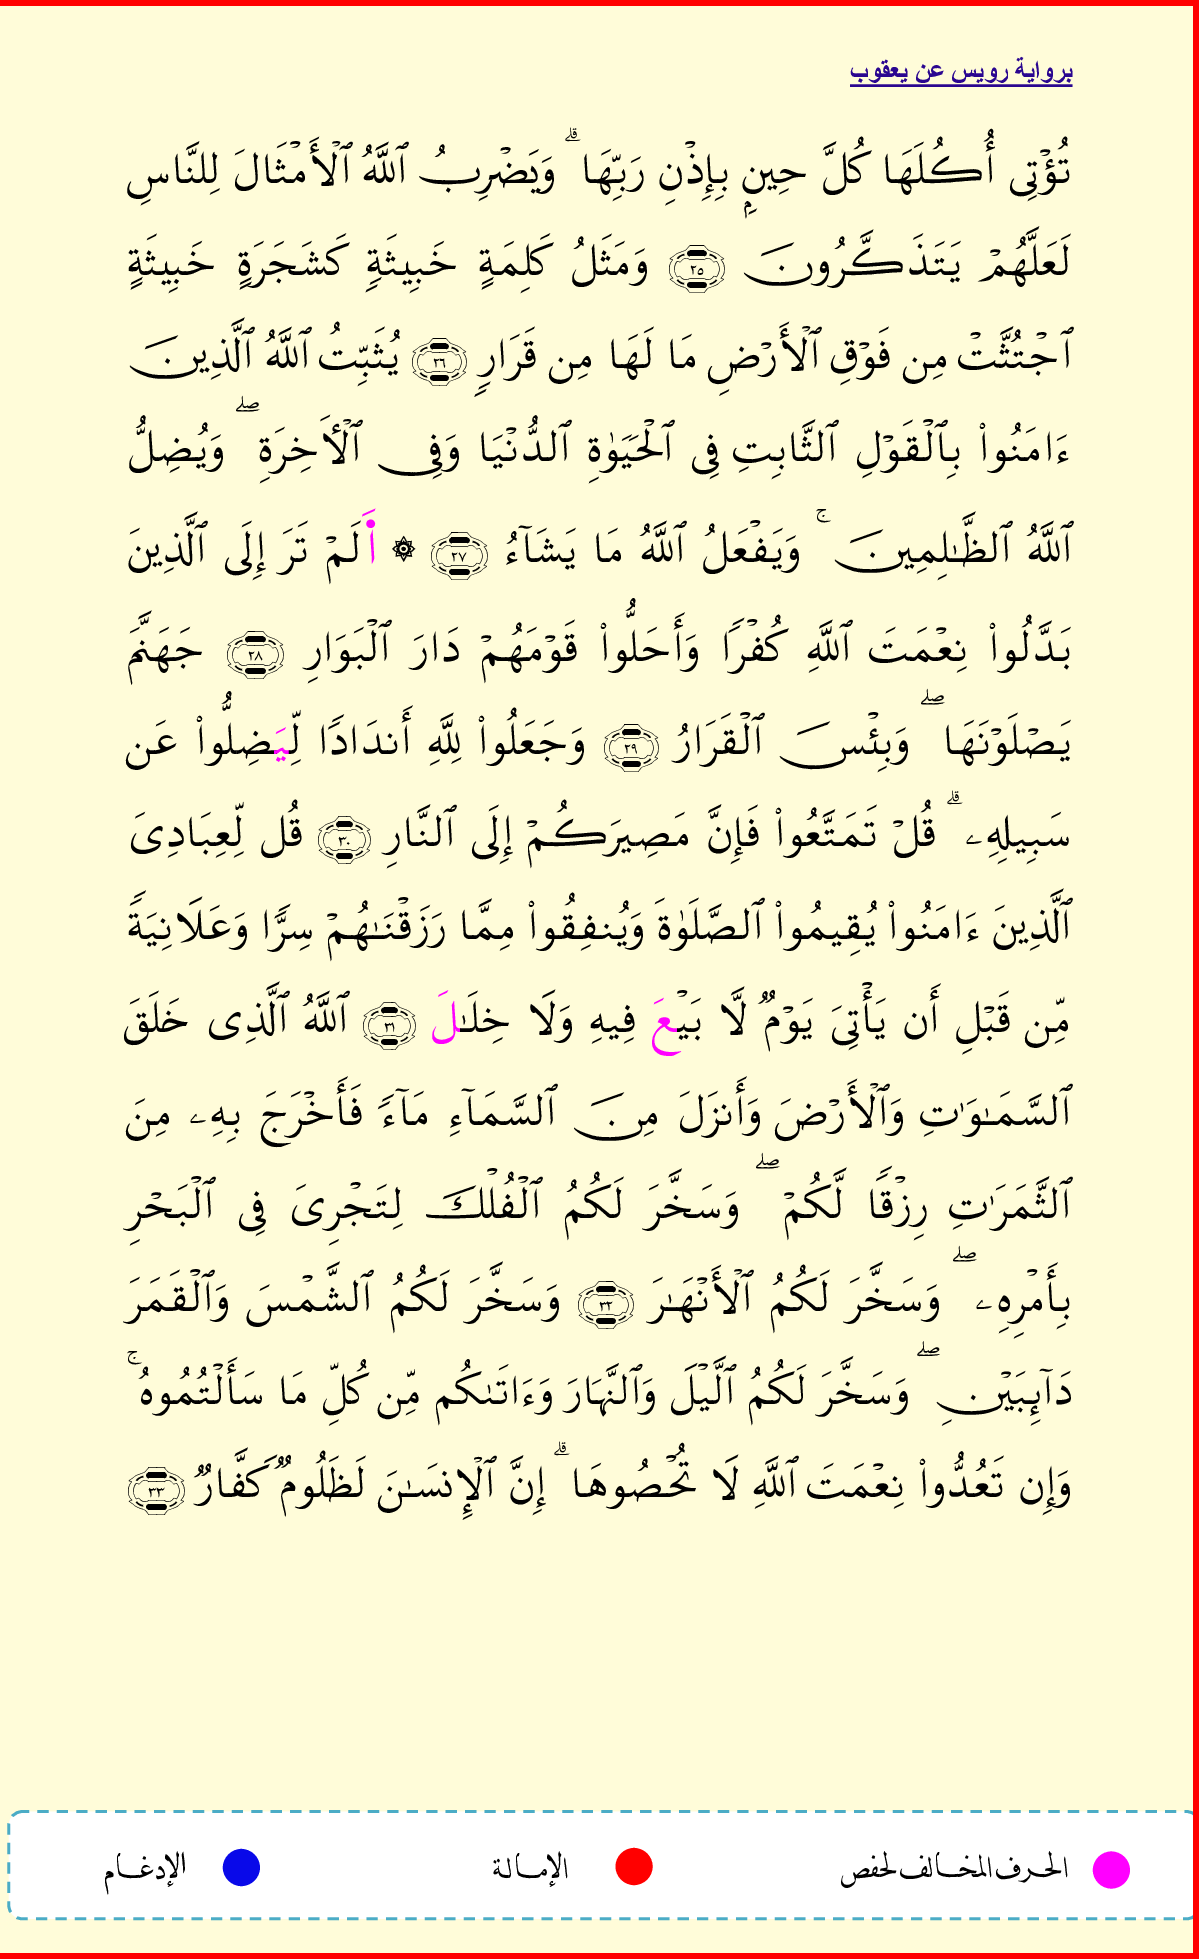 برواية رويس عن يعقوب
تُؤْتِى أُكُلَهَا كُلَّ حِينٍۭ بِإِذْنِ رَبِّهَا ۗ وَيَضْرِبُ ٱللَّهُ ٱلْأَمْثَالَ لِلنَّاسِ
لَعَلَّهُمْ يَتَذَكَّرُونَ ٢٥ وَمَثَلُ كَلِمَةٍ خَبِيثَةٍ كَشَجَرَةٍ خَبِيثَةٍ
ٱجْتُثَّتْ مِن فَوْقِ ٱلْأَرْضِ مَا لَهَا مِن قَرَارٍ ٢٦ يُثَبِّتُ ٱللَّهُ ٱلَّذِينَ
ءَامَنُوا۟ بِٱلْقَوْلِ ٱلثَّابِتِ فِى ٱلْحَيَوٰةِ ٱلدُّنْيَا وَفِى ٱلْأَخِرَةِ ۖ وَيُضِلُّ
ٱللَّهُ ٱلظَّـٰلِمِينَ ۚ وَيَفْعَلُ ٱللَّهُ مَا يَشَآءُ ٢٧ ۞ أَلَمْ تَرَ إِلَى ٱلَّذِينَ
بَدَّلُوا۟ نِعْمَتَ ٱللَّهِ كُفْرًا وَأَحَلُّوا۟ قَوْمَهُمْ دَارَ ٱلْبَوَارِ ٢٨ جَهَنَّمَ
يَصْلَوْنَهَا ۖ وَبِئْسَ ٱلْقَرَارُ ٢٩ وَجَعَلُوا۟ لِلَّهِ أَندَادًا لِّيَضِلُّوا۟ عَن
سَبِيلِهِۦ ۗ قُلْ تَمَتَّعُوا۟ فَإِنَّ مَصِيرَكُمْ إِلَى ٱلنَّارِ ٣٠ قُل لِّعِبَادِىَ
ٱلَّذِينَ ءَامَنُوا۟ يُقِيمُوا۟ ٱلصَّلَوٰةَ وَيُنفِقُوا۟ مِمَّا رَزَقْنَـٰهُمْ سِرًّا وَعَلَانِيَةً
مِّن قَبْلِ أَن يَأْتِىَ يَوْمٌ لَّا بَيْعَ فِيهِ وَلَا خِلَـٰلَ ٣١ ٱللَّهُ ٱلَّذِى خَلَقَ
ٱلسَّمَـٰوَٰتِ وَٱلْأَرْضَ وَأَنزَلَ مِنَ ٱلسَّمَآءِ مَآءً فَأَخْرَجَ بِهِۦ مِنَ
ٱلثَّمَرَٰتِ رِزْقًا لَّكُمْ ۖ وَسَخَّرَ لَكُمُ ٱلْفُلْكَ لِتَجْرِىَ فِى ٱلْبَحْرِ
بِأَمْرِهِۦ ۖ وَسَخَّرَ لَكُمُ ٱلْأَنْهَـٰرَ ٣٢ وَسَخَّرَ لَكُمُ ٱلشَّمْسَ وَٱلْقَمَرَ
دَآئِبَيْنِ ۖ وَسَخَّرَ لَكُمُ ٱلَّيْلَ وَٱلنَّهَارَ وَءَاتَىٰكُم مِّن كُلِّ مَا سَأَلْتُمُوهُ ۚ
وَإِن تَعُدُّوا۟ نِعْمَتَ ٱللَّهِ لَا تُحْصُوهَا ۗ إِنَّ ٱلْإِنسَـٰنَ لَظَلُومٌ كَفَّارٌ ٣٣
الحرف المخالف لحفص الإمالة الإدغام